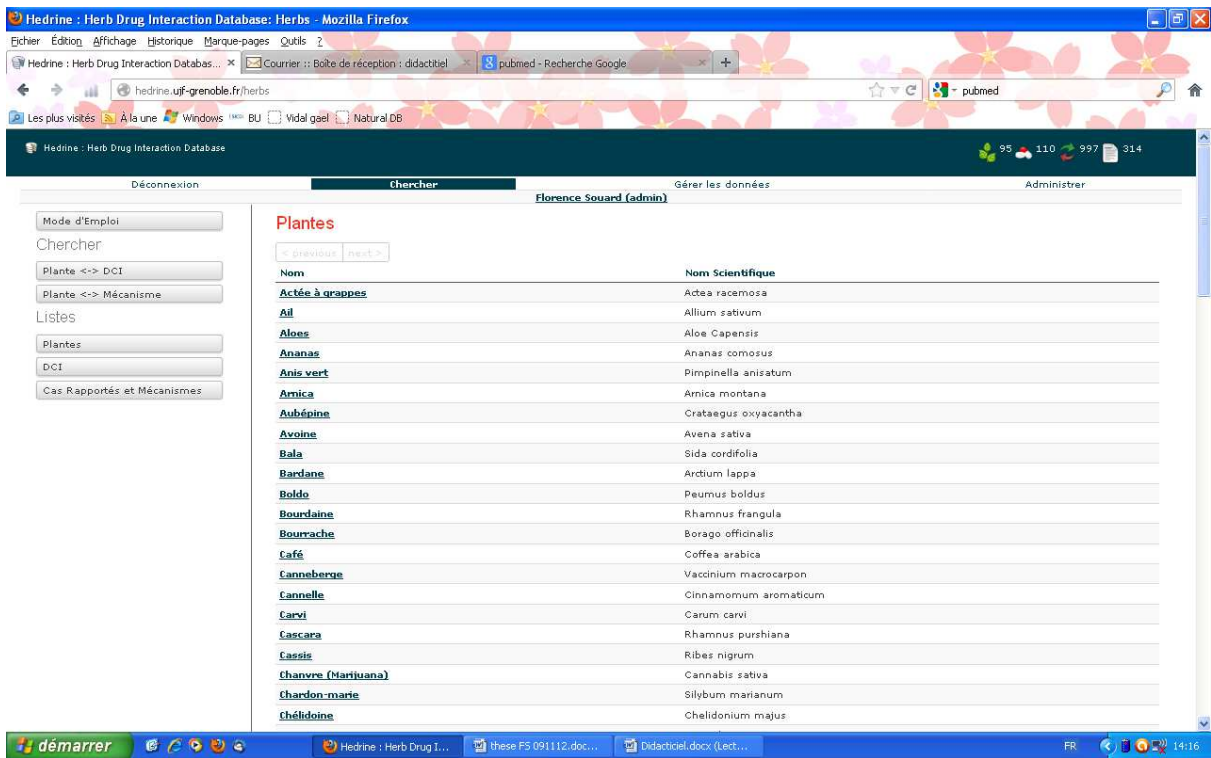 Hedrine : Herb Drug Interaction Database: Herbs - Mozilla Firefox
Eichier Édition Affichage Historique Marque-pages Outils ?
Hedrine : Herb Drug Interaction Databas... × Courrier :: Boîte de réception : didactitiel × pubmed - Recherche Google × +
hedrine.ujf-grenoble.fr/herbs pubmed
Les plus visités À la une Windows BU Vidal gael Natural DB
Hedrine : Herb Drug Interaction Database 95 110 997 314
Déconnexion Chercher Gérer les données Administrer
Florence Souard (admin)
Mode d'Emploi
Chercher
Plante <-> DCI
Plante <-> Mécanisme
Listes
Plantes
DCI
Cas Rapportés et Mécanismes
Plantes
< previous next >
Nom Nom Scientifique
Actée à grappes Actea racemosa
Ail Allium sativum
Aloes Aloe Capensis
Ananas Ananas comosus
Anis vert Pimpinella anisatum
Arnica Arnica montana
Aubépine Crataegus oxyacantha
Avoine Avena sativa
Bala Sida cordifolia
Bardane Arctium lappa
Boldo Peumus boldus
Bourdaine Rhamnus frangula
Bourrache Borago officinalis
Café Coffea arabica
Canneberge Vaccinium macrocarpon
Cannelle Cinnamomum aromaticum
Carvi Carum carvi
Cascara Rhamnus purshiana
Cassis Ribes nigrum
Chanvre (Marijuana) Cannabis sativa
Chardon-marie Silybum marianum
Chélidoine Chelidonium majus
démarrer Hedrine : Herb Drug I... these FS 091112.doc... Didacticiel.docx (Lect... FR 14:16